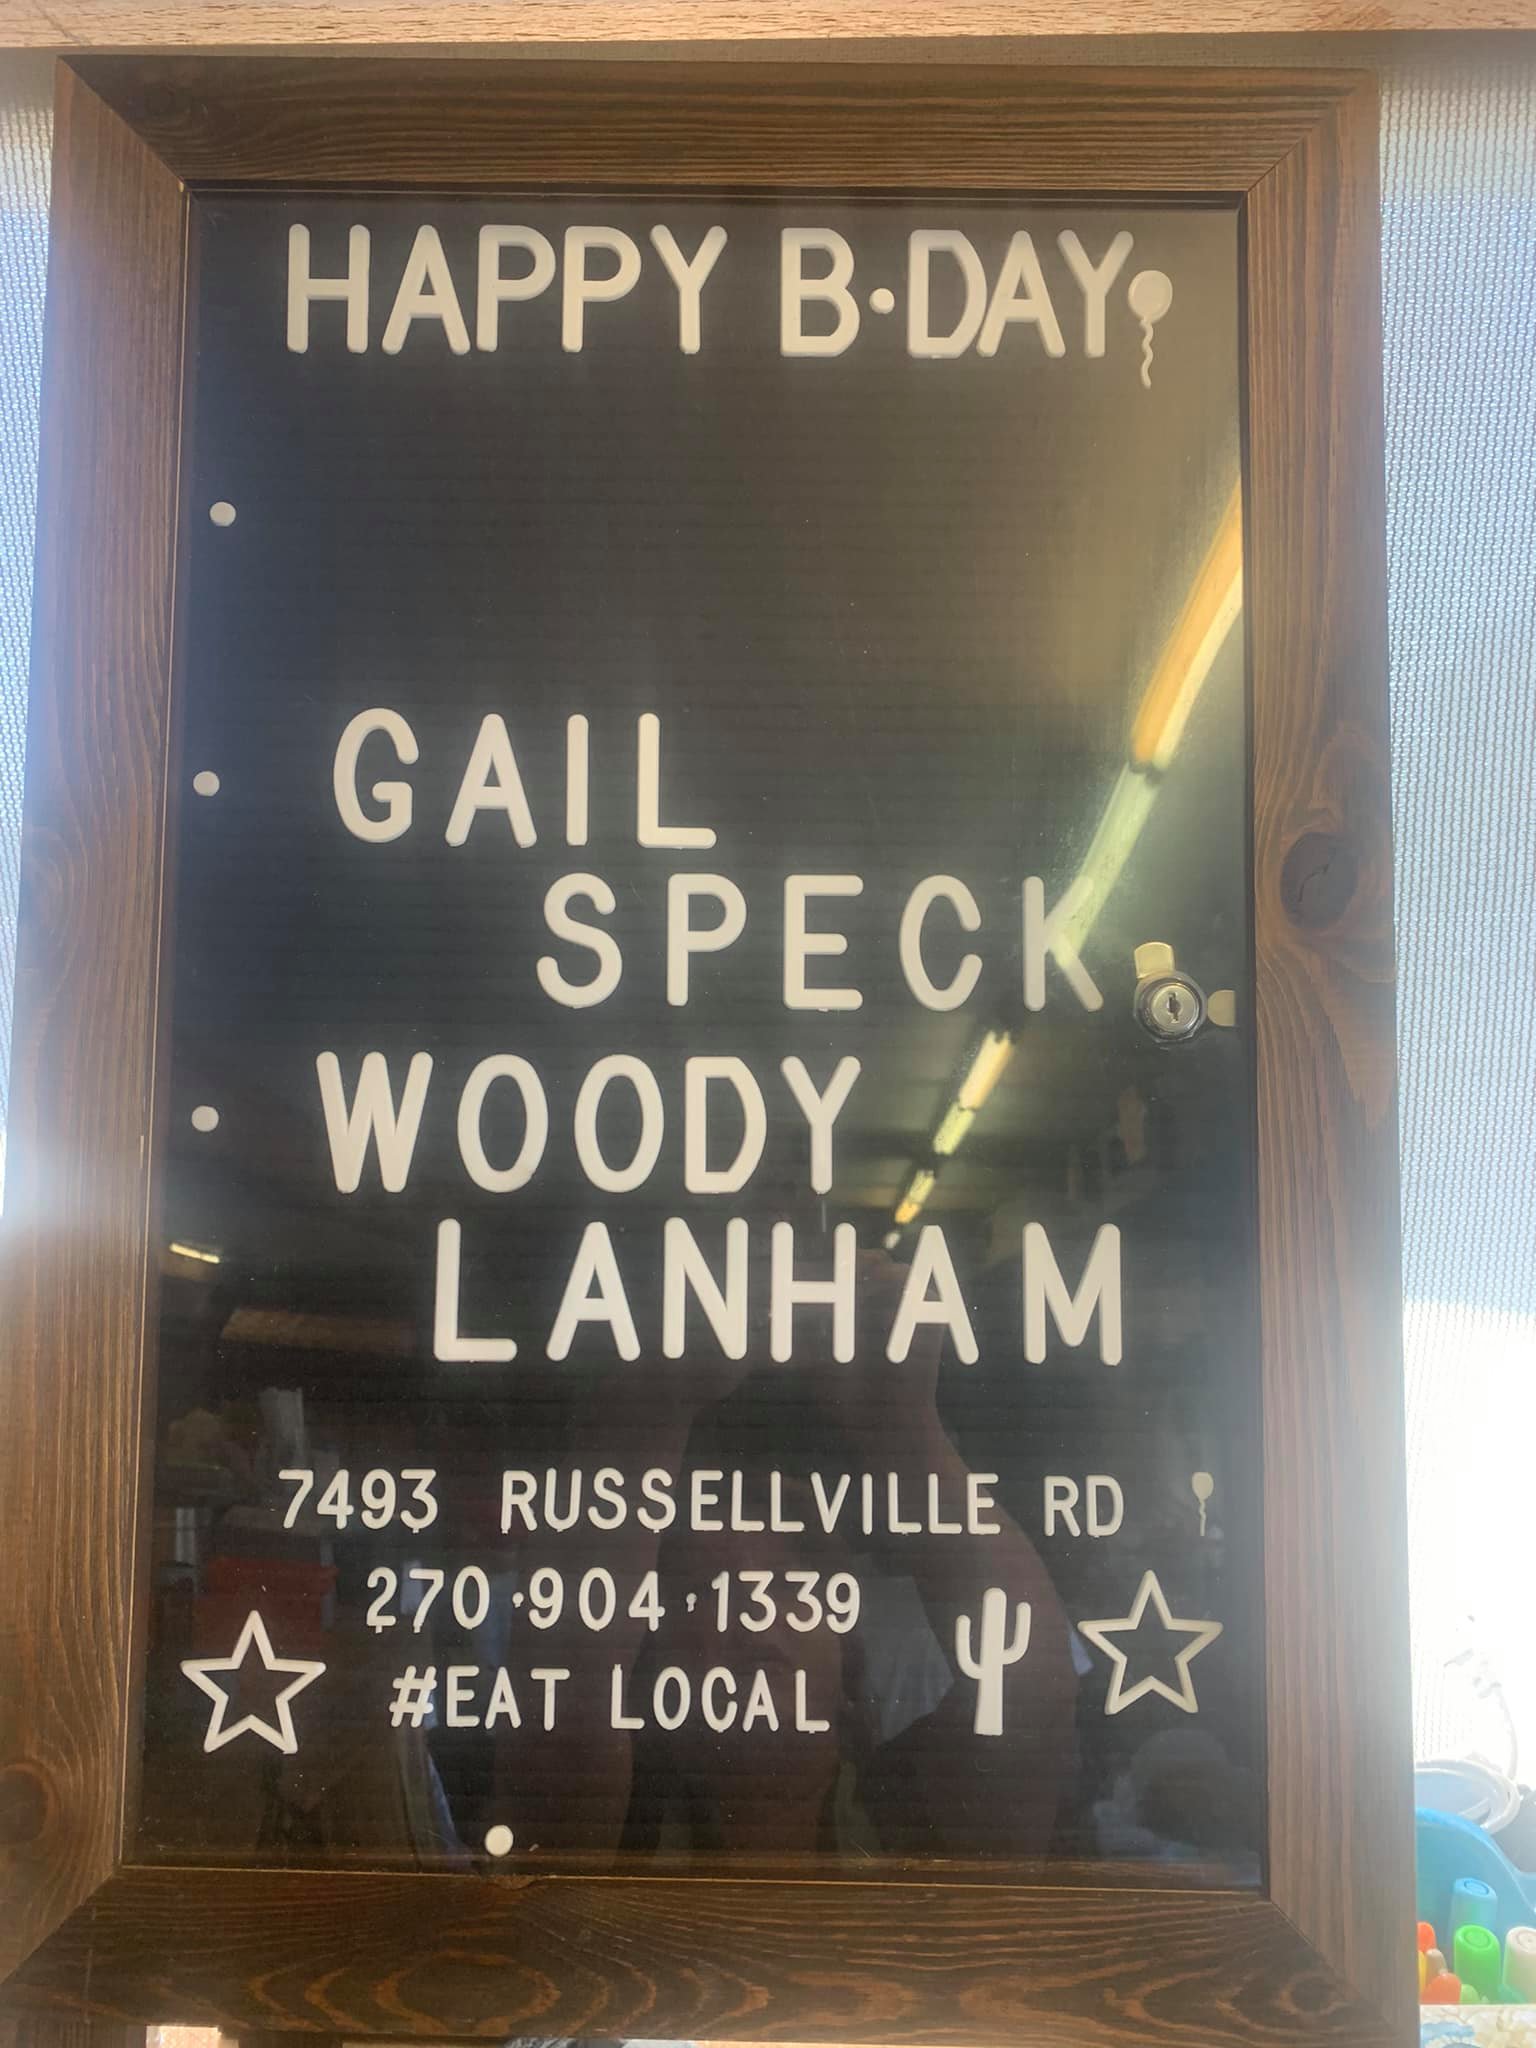 HAPPY B·DAY
GAIL
SPECK
WOODY
LANHAM
7493 RUSSELLVILLE RD
270·904·1339
#EAT LOCAL